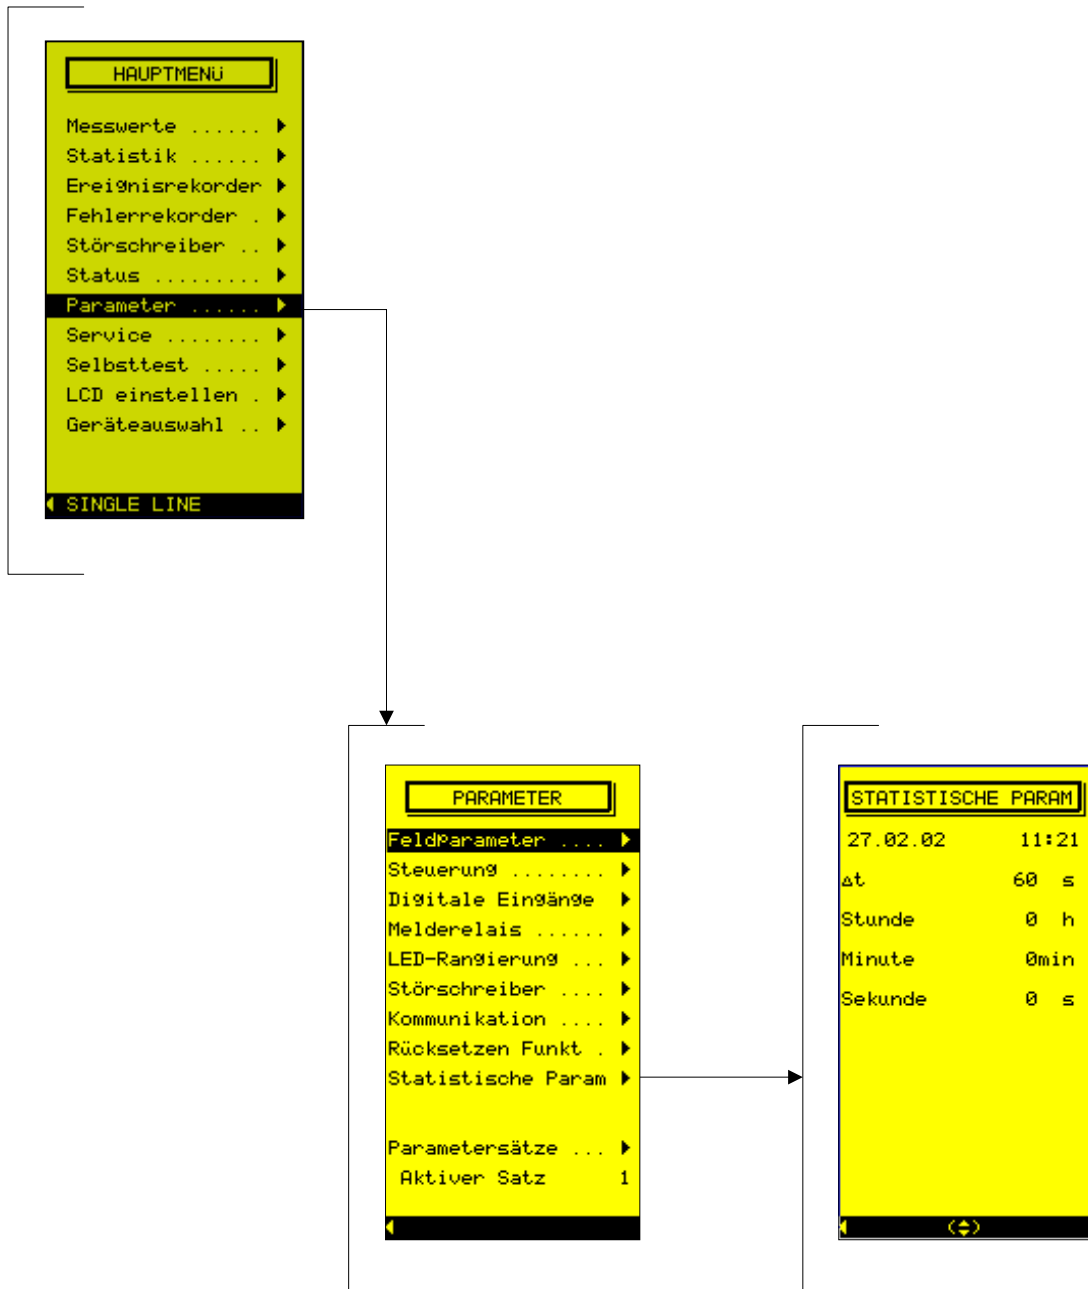 HAUPTMENü
Messwerte ......
Statistik ......
Ereignisrekorder
Fehlerrekorder .
Störschreiber ..
Status .........
Parameter ......
Service ........
Selbsttest .....
LCD einstellen .
Geräteauswahl ..
SINGLE LINE
PARAMETER
Feldparameter ....
Steuerung ........
Digitale Eingänge
Melderelais ......
LED-Rangierung ...
Störschreiber ....
Kommunikation ....
Rücksetzen Funkt .
Statistische Param
Parametersätze ...
Aktiver Satz 1
STATISTISCHE PARAM
27.02.02 11:21
Δt 60 s
Stunde 0 h
Minute 0min
Sekunde 0 s